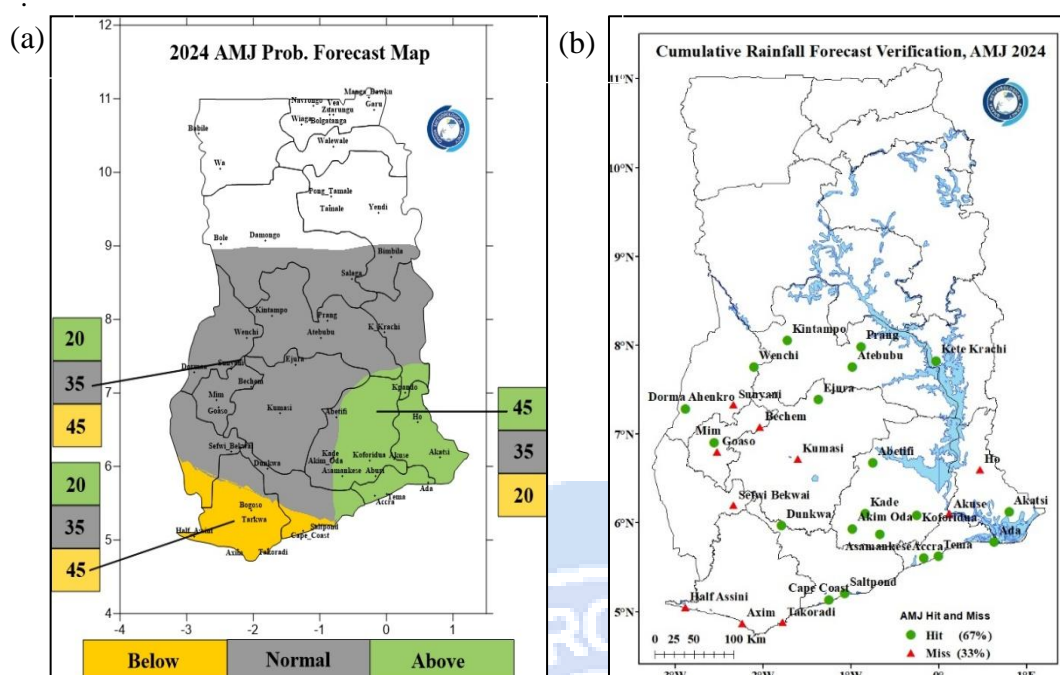 (a)
2024 AMJ Prob. Forecast Map
12
11
10
9
8
7
6
5
4
-4
-3
-2
-1
0
1
Manga_Bawku
Navrongo
Vea
Garu
Zuarungu
Bolgatanga
Babile
Walewale
Wa
Pong_Tamale
Tamale
Yendi
Bole
Damongo
Bimbila
Salaga
Kintampo
Prang
Wenchi
Atebubu
K_Krachi
Sunyani
Ejura
Bechem
Mim
Goaso
Kumasi
Abetifi
Kpando
Ho
Sefwi_Bekwai
Dunkwa
Kade
Akim_Oda
Koforidua
Akuse
Akatsi
Asamankese
Aburi
Ada
Tema
Accra
Bogoso
Tarkwa
Saltpond
Half_Assini
Cape_Coast
Axim
Takoradi
20
35
45
20
35
45
45
35
20
Below
Normal
Above
(b)
Cumulative Rainfall Forecast Verification, AMJ 2024
11°N
10°N
9°N
8°N
7°N
6°N
5°N
Kintampo
Prang
Wenchi
Atebubu
Kete Krachi
Ejura
Dorma Ahenkro
Sunyani
Bechem
Mim
Goaso
Kumasi
Abetifi
Ho
Sefwi Bekwai
Dunkwa
Kade
Akuse
Akatsi
Akim Oda
Koforidua
Ada
Asamankese
Accra
Tema
Cape Coast
Saltpond
Half Assini
Axim
Takoradi
0 25 50 100 Km
AMJ Hit and Miss
Hit (67%)
Miss (33%)
2°W
1°W
0°
1°E